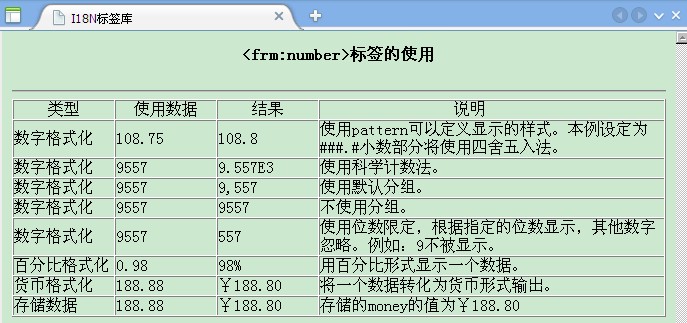 I18N标签库
<frm:number>标签的使用
类型 使用数据 结果 说明
数字格式化 108.75 108.8 使用pattern可以定义显示的样式。本例设定为
###.#小数部分将使用四舍五入法。
数字格式化 9557 9.557E3 使用科学计数法。
数字格式化 9557 9,557 使用默认分组。
数字格式化 9557 9557 不使用分组。
数字格式化 9557 557 使用位数限定，根据指定的位数显示，其他数字
忽略。例如：9不被显示。
百分比格式化 0.98 98% 用百分比形式显示一个数据。
货币格式化 188.88 ￥188.80 将一个数据转化为货币形式输出。
存储数据 188.88 ￥188.80 存储的money的值为￥188.80